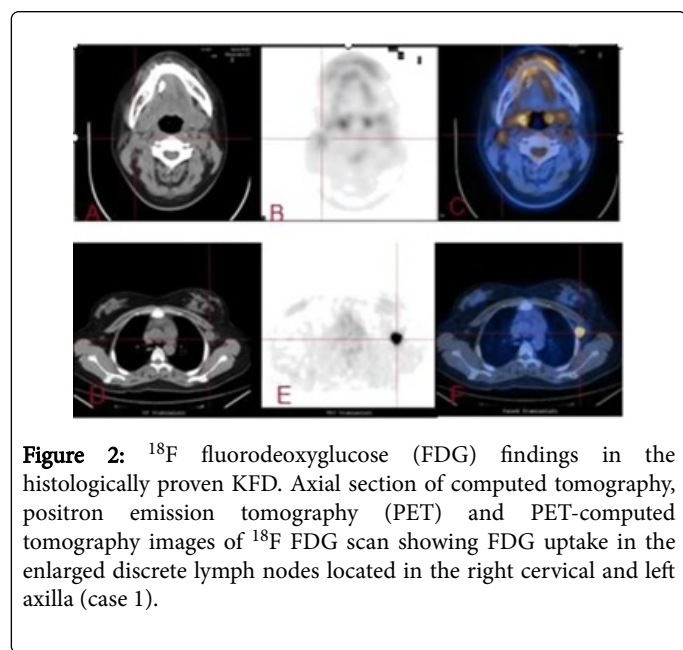 A
B
C
D
E
F
Figure 2: ¹⁸F fluorodeoxyglucose (FDG) findings in the
histologically proven KFD. Axial section of computed tomography,
positron emission tomography (PET) and PET-computed
tomography images of ¹⁸F FDG scan showing FDG uptake in the
enlarged discrete lymph nodes located in the right cervical and left
axilla (case 1).